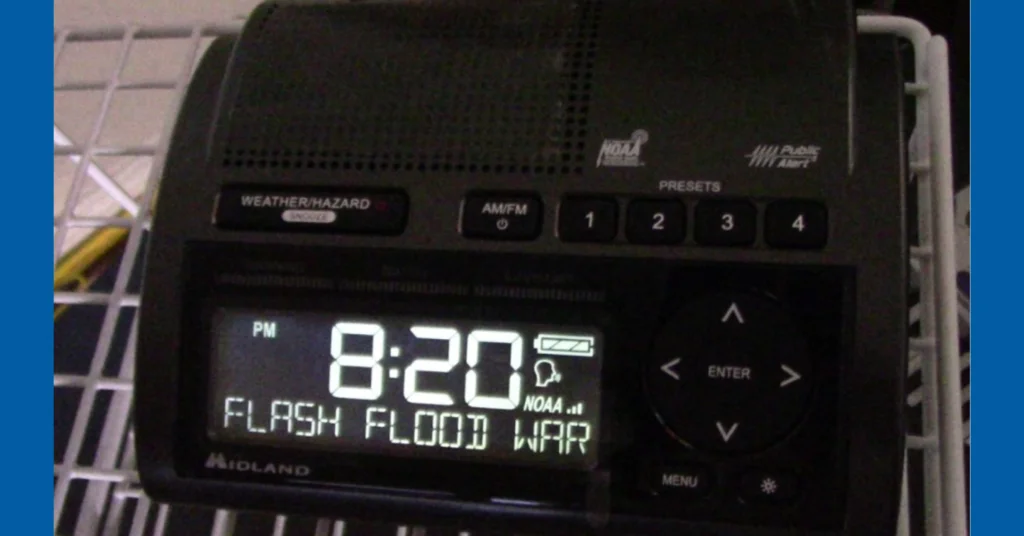 NOAA
Public
Alert
PRESETS
WEATHER/HAZARD
SNOOZE
AM/FM
1
2
3
4
PM
8:20
NOAA
FLASH FLOOD WAR
MIDLAND
ENTER
MENU